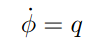 ϕ̇ = q